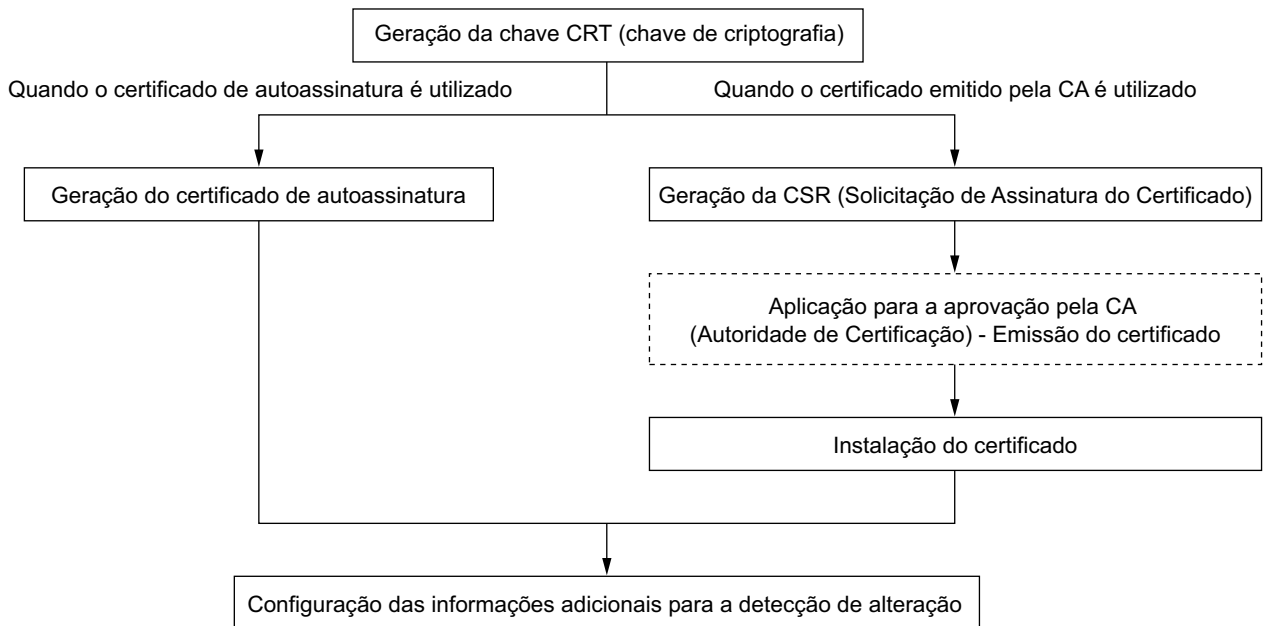 Geração da chave CRT (chave de criptografia)
Quando o certificado de autoassinatura é utilizado
Quando o certificado emitido pela CA é utilizado
Geração do certificado de autoassinatura
Geração da CSR (Solicitação de Assinatura do Certificado)
Aplicação para a aprovação pela CA
(Autoridade de Certificação) - Emissão do certificado
Instalação do certificado
Configuração das informações adicionais para a detecção de alteração